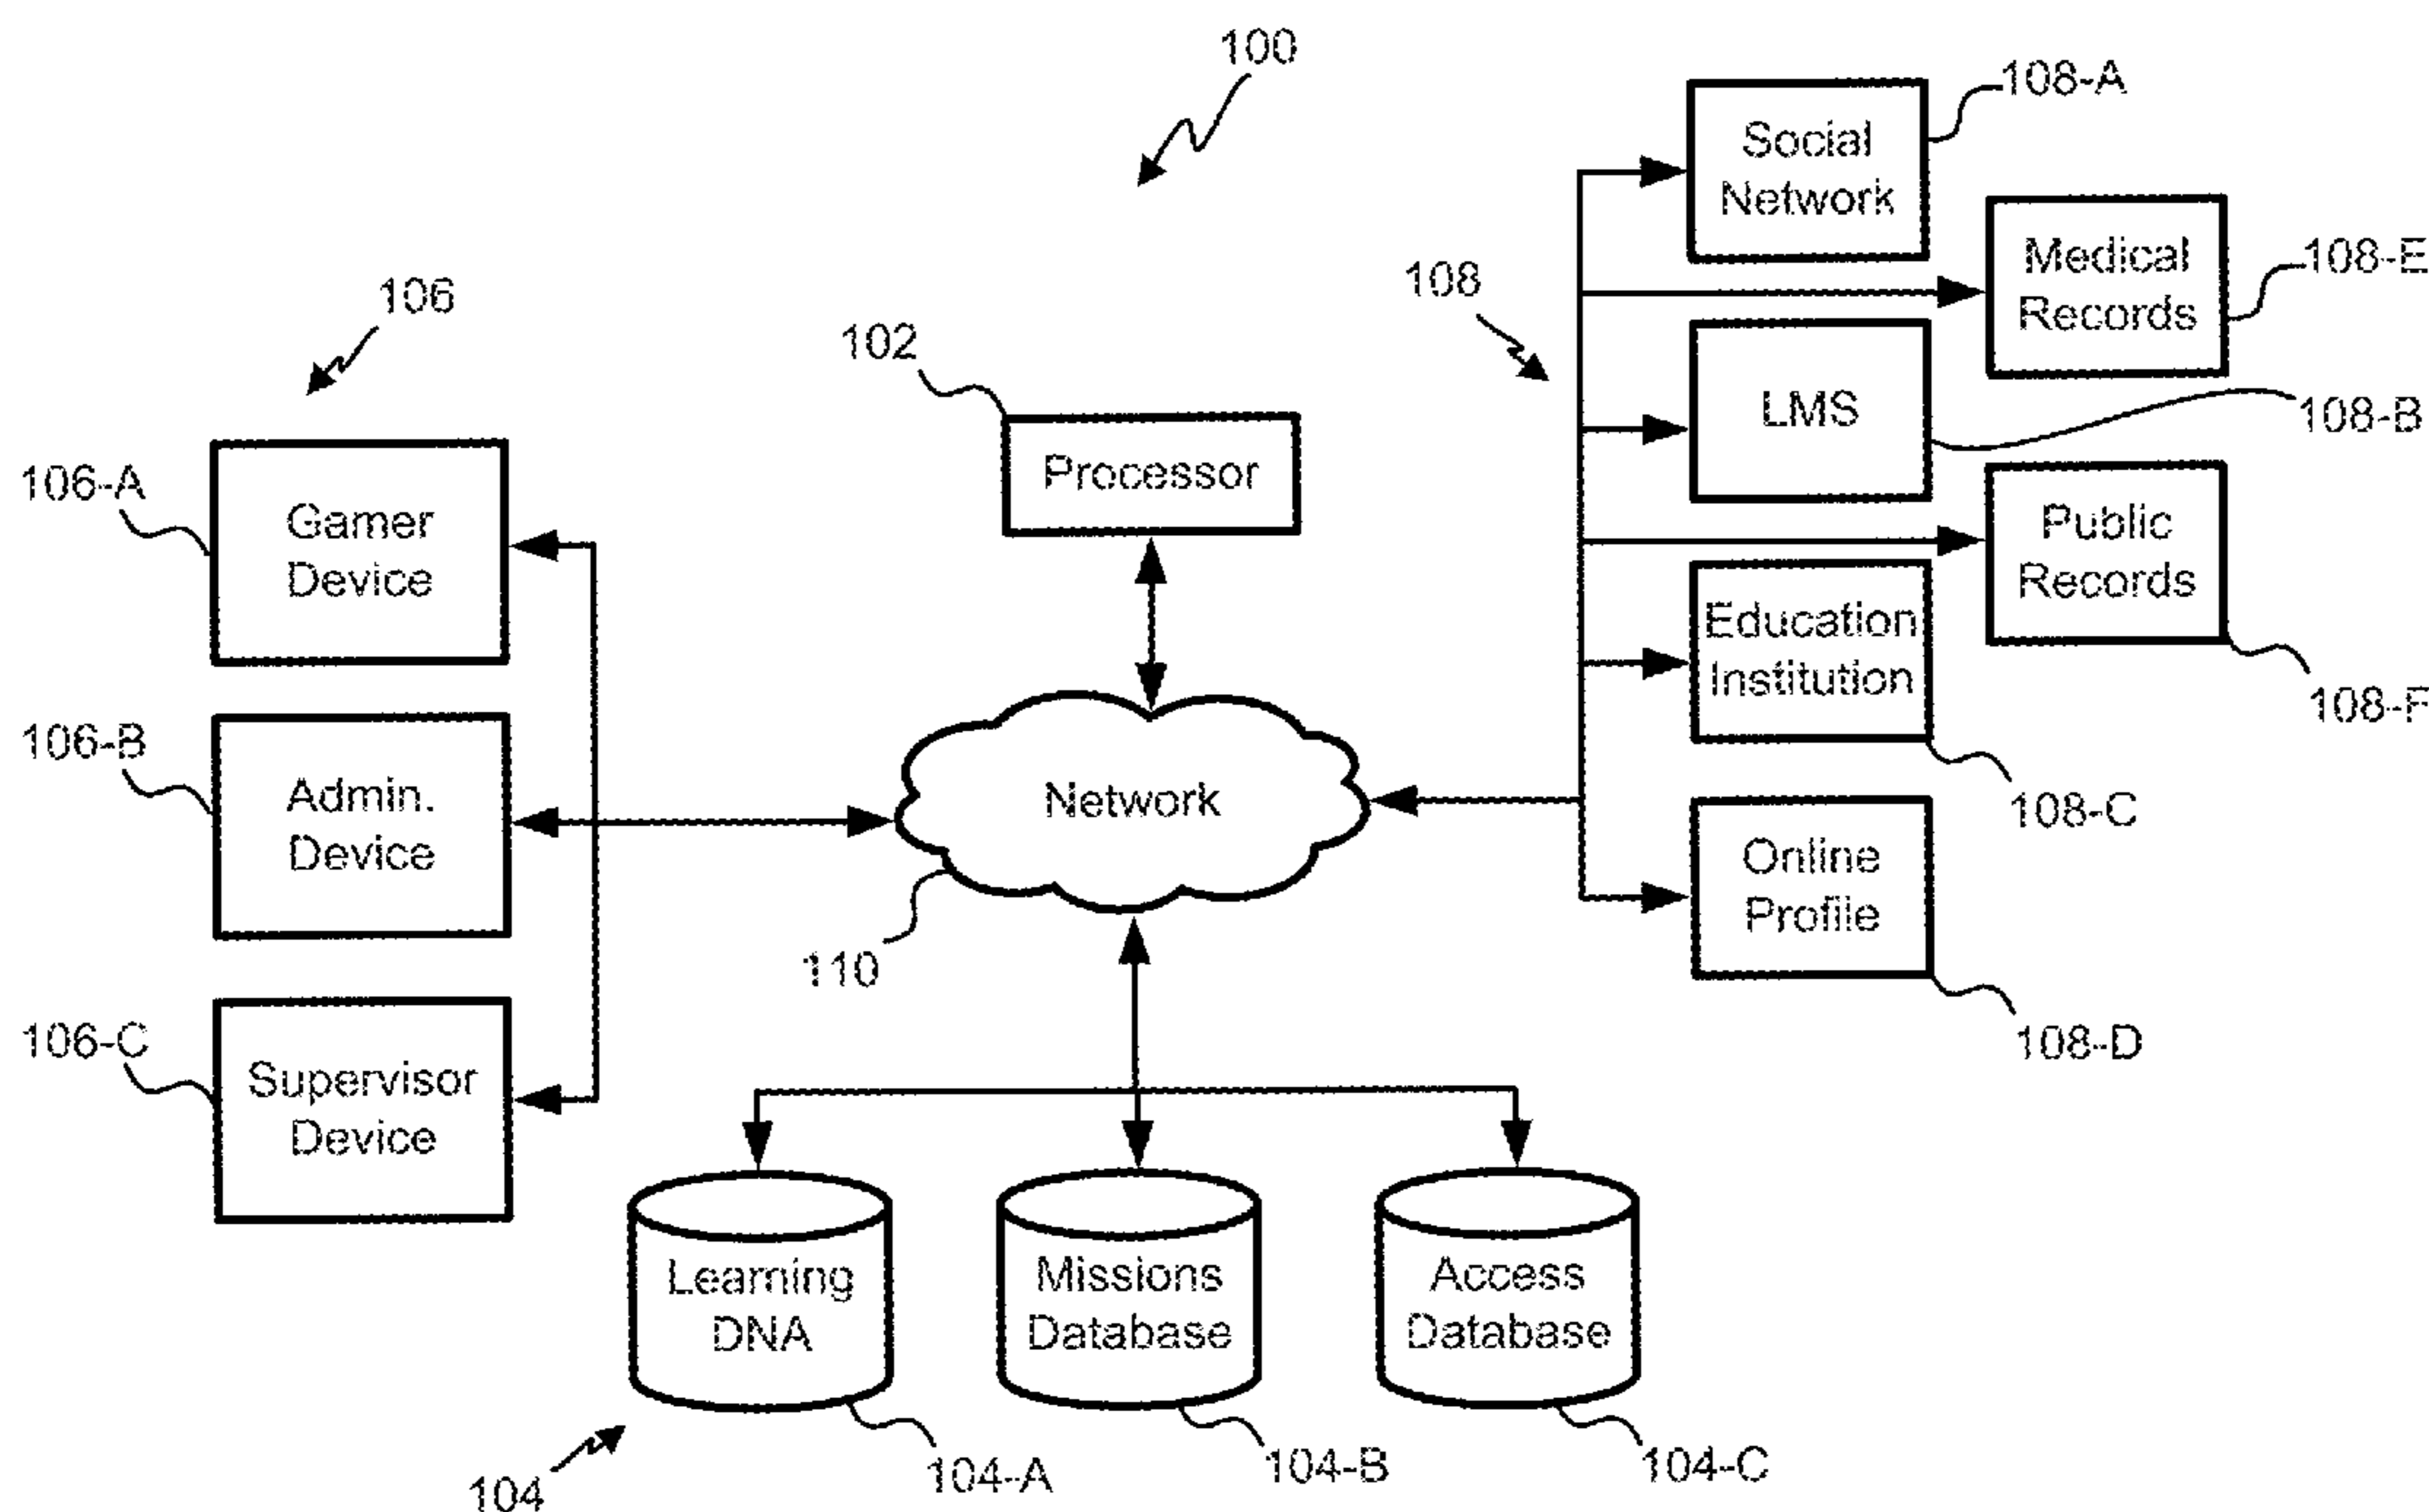 100
108-A
Social
Network
108-E
Medical
Records
108
106
102
LMS
108-B
Processor
106-A
Gamer
Device
Public
Records
108-F
Education
Institution
108-C
106-B
Admin.
Device
Network
110
Online
Profile
108-D
106-C
Supervisor
Device
Learning
DNA
Missions
Database
Access
Database
104
104-A
104-B
104-C